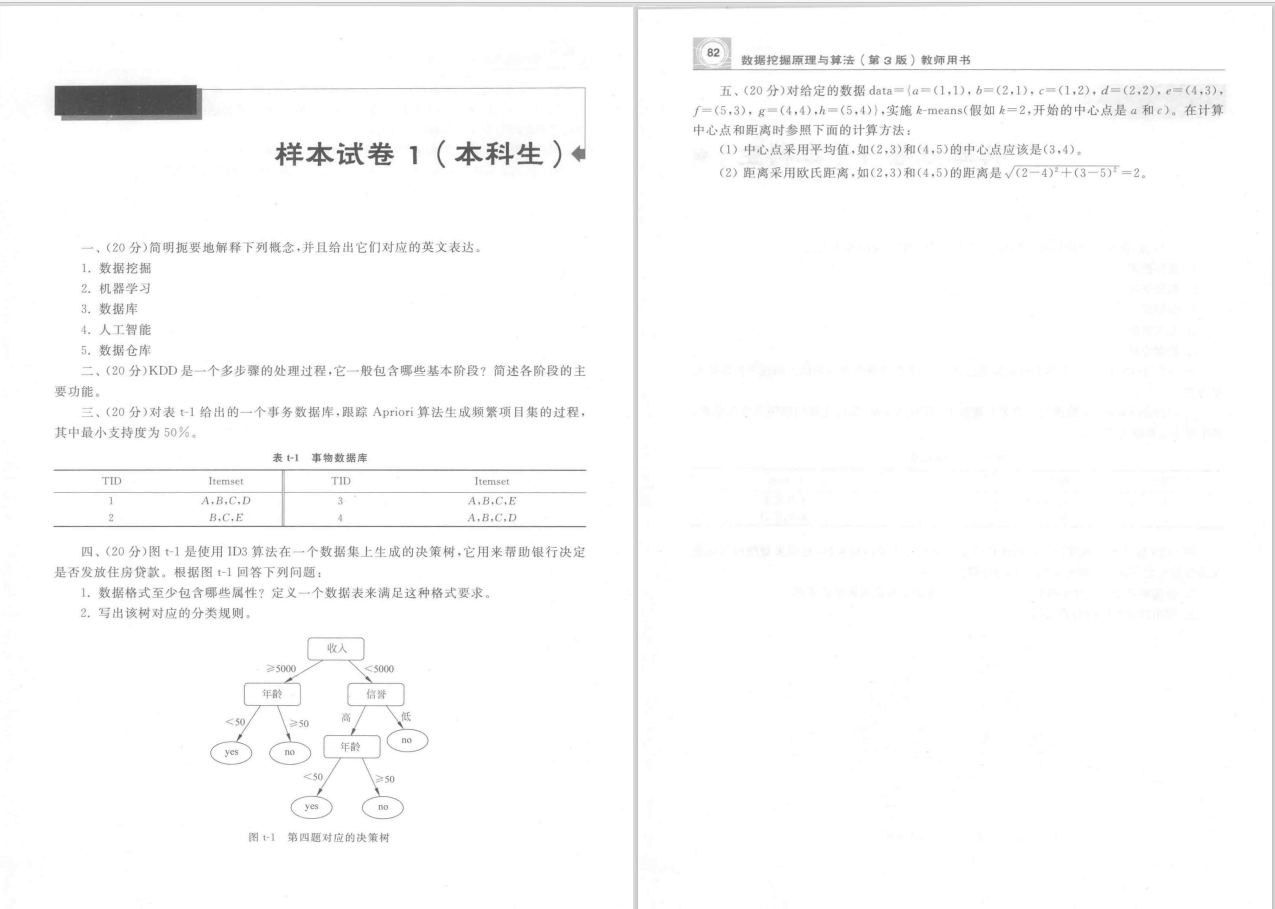 样本试卷 1（本科生）
一、(20 分)简明扼要地解释下列概念,并且给出它们对应的英文表达。
1. 数据挖掘
2. 机器学习
3. 数据库
4. 人工智能
5. 数据仓库
二、(20 分)KDD 是一个多步骤的处理过程,它一般包含哪些基本阶段？简述各阶段的主
要功能。
三、(20 分)对表 t-1 给出的一个事务数据库,跟踪 Apriori 算法生成频繁项目集的过程,
其中最小支持度为 50%。
表 t-1 事物数据库
TID Itemset TID Itemset
1 A,B,C,D 3 A,B,C,E
2 B,C,E 4 A,B,C,D
四、(20 分)图 t-1 是使用 ID3 算法在一个数据集上生成的决策树,它用来帮助银行决定
是否发放住房贷款。根据图 t-1 回答下列问题:
1. 数据格式至少包含哪些属性？定义一个数据表来满足这种格式要求。
2. 写出该树对应的分类规则。
收入
≥5000 <5000
年龄 信誉
<50 ≥50 高 低
yes no 年龄 no
<50 ≥50
yes no
图 t-1 第四题对应的决策树
82 数据挖掘原理与算法(第 3 版)教师用书
五、(20 分)对给定的数据 data={a=(1,1), b=(2,1), c=(1,2), d=(2,2), e=(4,3),
f=(5,3), g=(4,4),h=(5,4)},实施 k-means(假如 k=2,开始的中心点是 a 和 c)。在计算
中心点和距离时参照下面的计算方法:
(1) 中心点采用平均值,如(2,3)和(4,5)的中心点应该是(3,4)。
(2) 距离采用欧氏距离,如(2,3)和(4,5)的距离是√(2−4)²+(3−5)²=2。